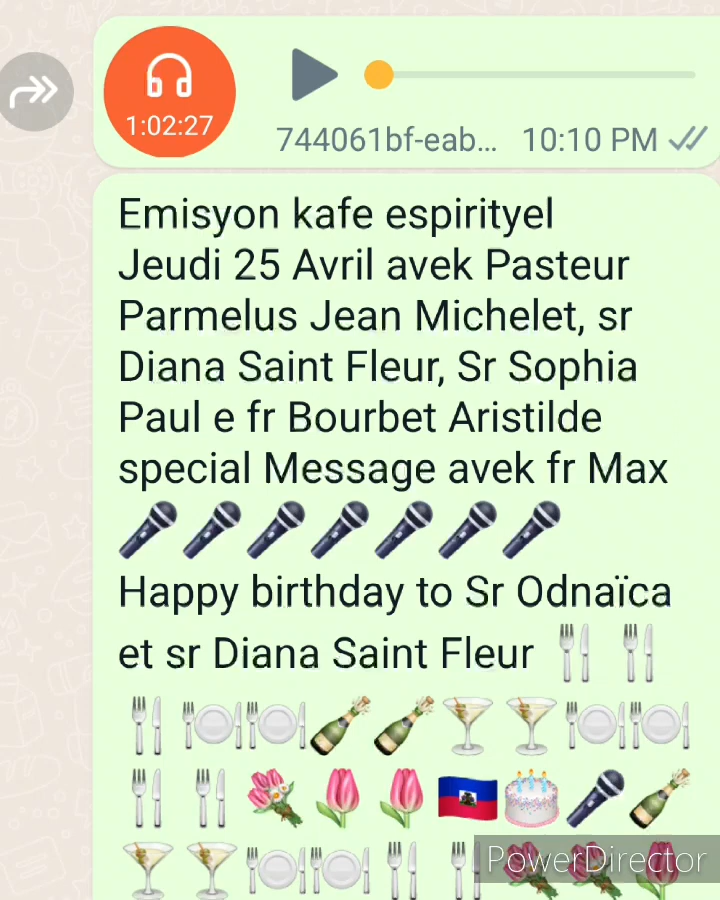 1:02:27
744061bf-eab... 10:10 PM
Emisyon kafe espirityel
Jeudi 25 Avril avek Pasteur
Parmelus Jean Michelet, sr
Diana Saint Fleur, Sr Sophia
Paul e fr Bourbet Aristilde
special Message avek fr Max
🎤🎤🎤🎤🎤🎤🎤
Happy birthday to Sr Odnaïca
et sr Diana Saint Fleur 🍴 🍴
🍴 🍽🍽🍾🍾🍸🍸🍽🍽
🍴 🍴💐🌷🌷🇭🇹🎂🎤🍾
🍸🍸🍽🍽🍴 🍴💐💐🌷
PowerDirector